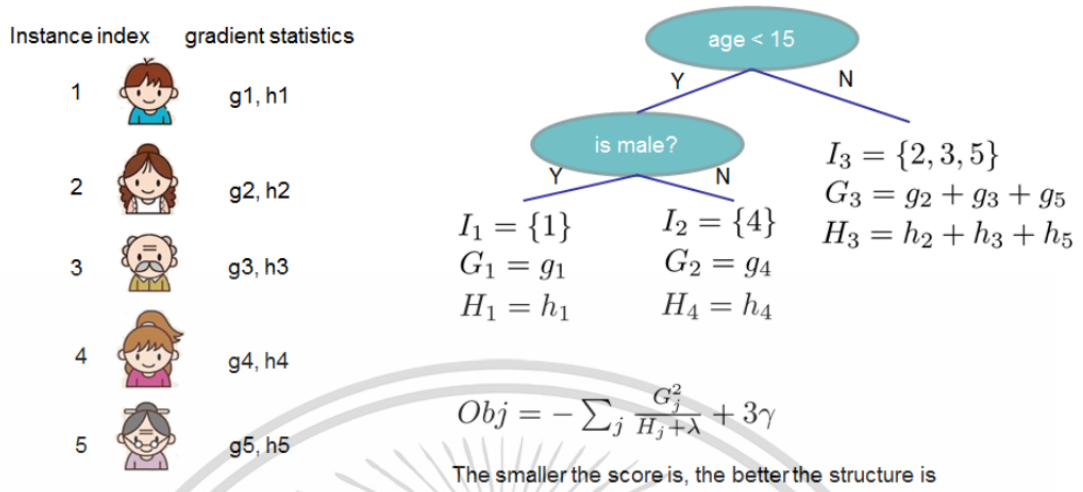 Instance index gradient statistics
1 g1, h1
2 g2, h2
3 g3, h3
4 g4, h4
5 g5, h5
age < 15
Y N
is male?
Y N
I₁ = {1}
G₁ = g₁
H₁ = h₁
I₂ = {4}
G₂ = g₄
H₄ = h₄
I₃ = {2, 3, 5}
G₃ = g₂ + g₃ + g₅
H₃ = h₂ + h₃ + h₅
Obj = − ∑ⱼ Gⱼ² / (Hⱼ+λ) + 3γ
The smaller the score is, the better the structure is